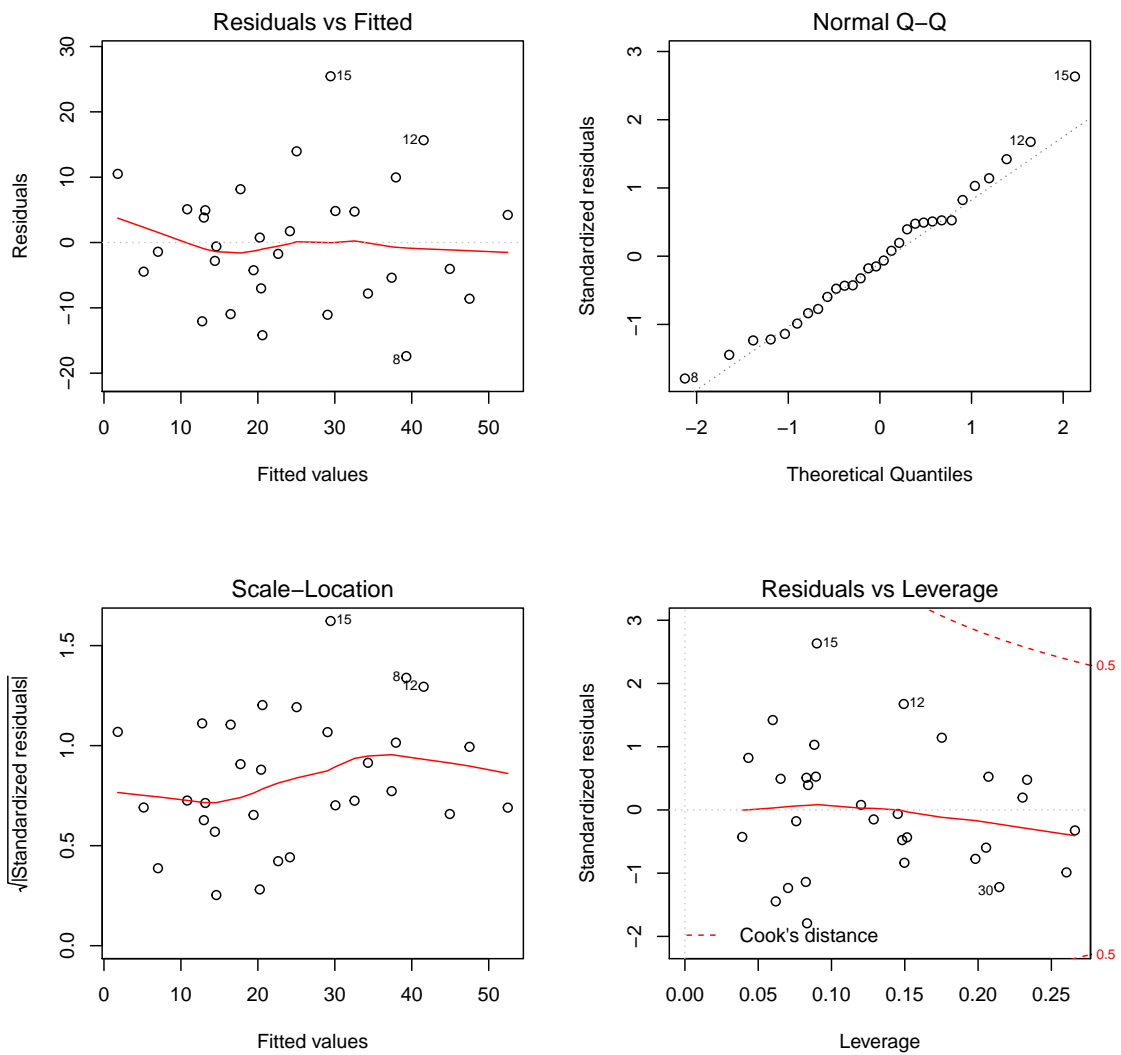 Residuals vs Fitted
Residuals
−20 −10 0 10 20 30
15
12
8
0 10 20 30 40 50
Fitted values
Normal Q−Q
Standardized residuals
−1 0 1 2 3
15
12
8
−2 −1 0 1 2
Theoretical Quantiles
Scale−Location
√|Standardized residuals|
0.0 0.5 1.0 1.5
15
8
12
0 10 20 30 40 50
Fitted values
Residuals vs Leverage
Standardized residuals
−2 −1 0 1 2 3
15
12
30
0.5
0.5
Cook's distance
0.00 0.05 0.10 0.15 0.20 0.25
Leverage